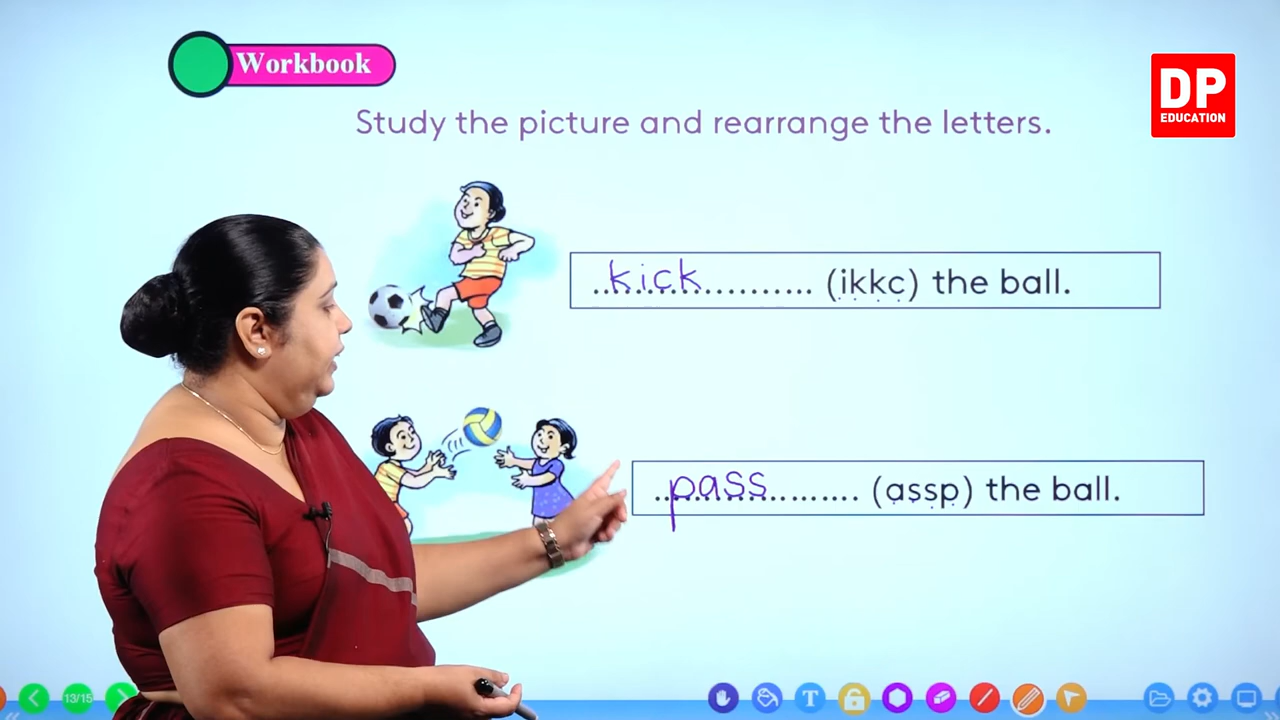 Workbook
DP
EDUCATION
Study the picture and rearrange the letters.
kick.................... (ikkc) the ball.
pass.................... (assp) the ball.
13/15
T